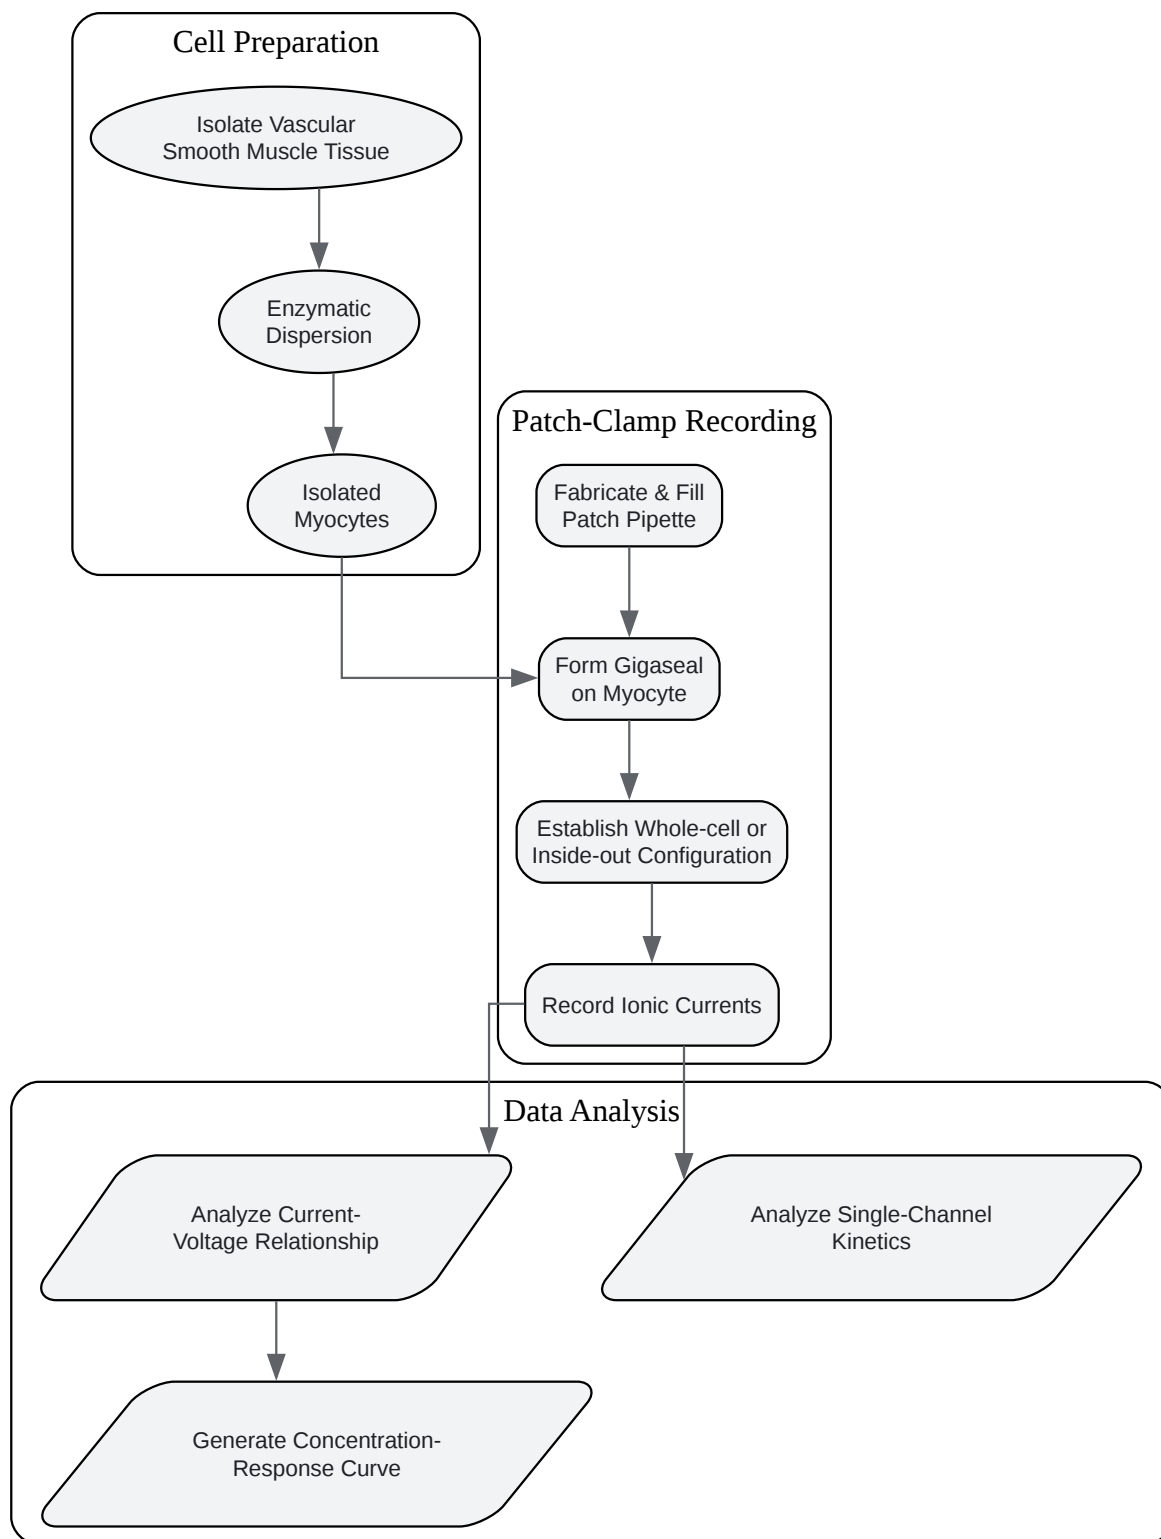 Cell Preparation
Isolate Vascular
Smooth Muscle Tissue
Enzymatic
Dispersion
Isolated
Myocytes
Patch-Clamp Recording
Fabricate & Fill
Patch Pipette
Form Gigaseal
on Myocyte
Establish Whole-cell or
Inside-out Configuration
Record Ionic Currents
Data Analysis
Analyze Current-
Voltage Relationship
Analyze Single-Channel
Kinetics
Generate Concentration-
Response Curve